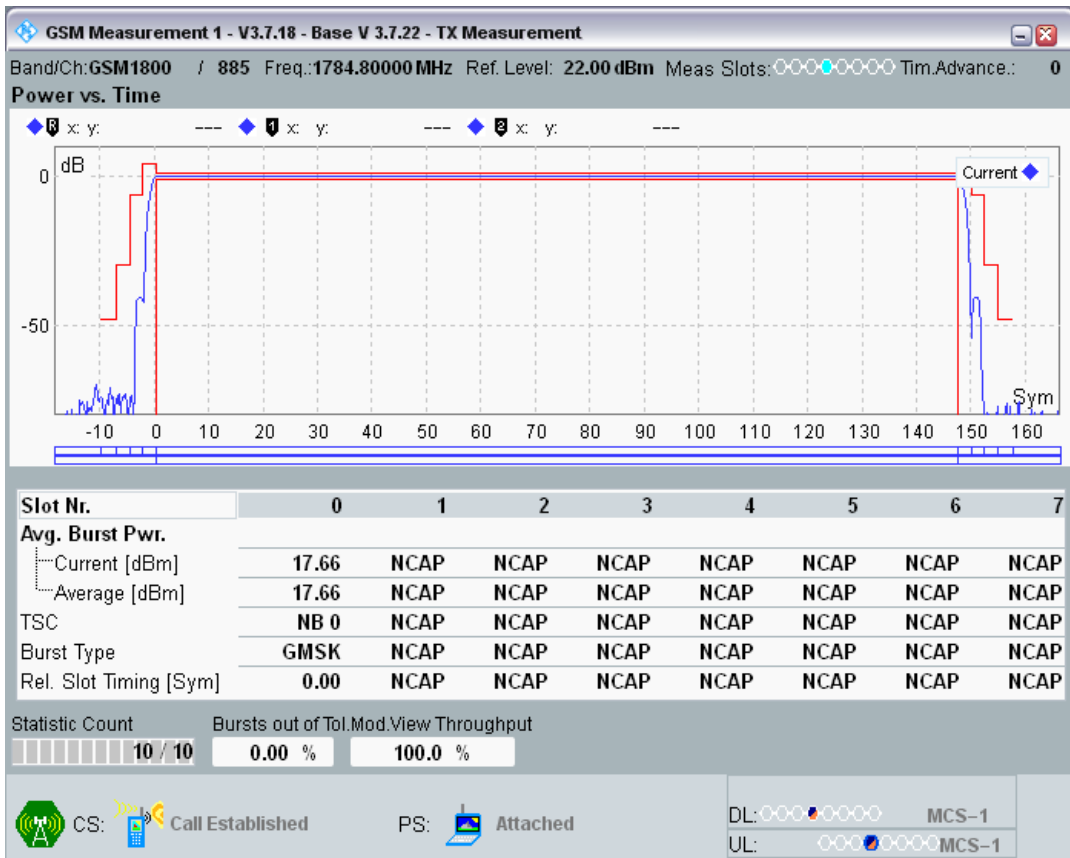 GSM Measurement 1 - V3.7.18 - Base V 3.7.22 - TX Measurement
Band/Ch:GSM1800 / 885 Freq.:1784.80000 MHz Ref. Level: 22.00 dBm Meas Slots: Tim.Advance.: 0
Power vs. Time
R x: y: --- 1 x: y: --- 2 x: y: ---
dB
Current
0
-50
Sym
-10 0 10 20 30 40 50 60 70 80 90 100 110 120 130 140 150 160
Slot Nr. 0 1 2 3 4 5 6 7
Avg. Burst Pwr.
Current [dBm] 17.66 NCAP NCAP NCAP NCAP NCAP NCAP NCAP
Average [dBm] 17.66 NCAP NCAP NCAP NCAP NCAP NCAP NCAP
TSC NB 0 NCAP NCAP NCAP NCAP NCAP NCAP NCAP
Burst Type GMSK NCAP NCAP NCAP NCAP NCAP NCAP NCAP
Rel. Slot Timing [Sym] 0.00 NCAP NCAP NCAP NCAP NCAP NCAP NCAP
Statistic Count Bursts out of Tol.Mod.View Throughput
10 / 10 0.00 % 100.0 %
CS: Call Established PS: Attached
DL: MCS-1
UL: MCS-1